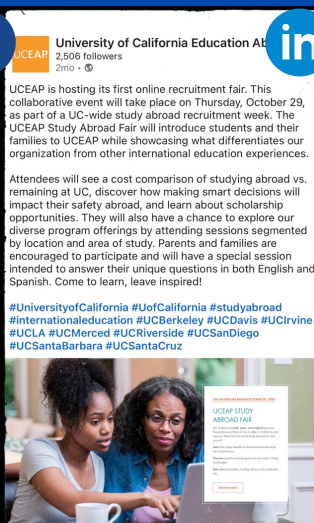 UCEAP
University of California Education Ab
2,506 followers
2mo •
in
UCEAP is hosting its first online recruitment fair. This
collaborative event will take place on Thursday, October 29,
as part of a UC-wide study abroad recruitment week. The
UCEAP Study Abroad Fair will introduce students and their
families to UCEAP while showcasing what differentiates our
organization from other international education experiences.
Attendees will see a cost comparison of studying abroad vs.
remaining at UC, discover how making smart decisions will
impact their safety abroad, and learn about scholarship
opportunities. They will also have a chance to explore our
diverse program offerings by attending sessions segmented
by location and area of study. Parents and families are
encouraged to participate and will have a special session
intended to answer their unique questions in both English and
Spanish. Come to learn, leave inspired!
#UniversityofCalifornia #UofCalifornia #studyabroad
#internationaleducation #UCBerkeley #UCDavis #UCIrvine
#UCLA #UCMerced #UCRiverside #UCSanDiego
#UCSantaBarbara #UCSantaCruz
UCEAP STUDY
ABROAD FAIR